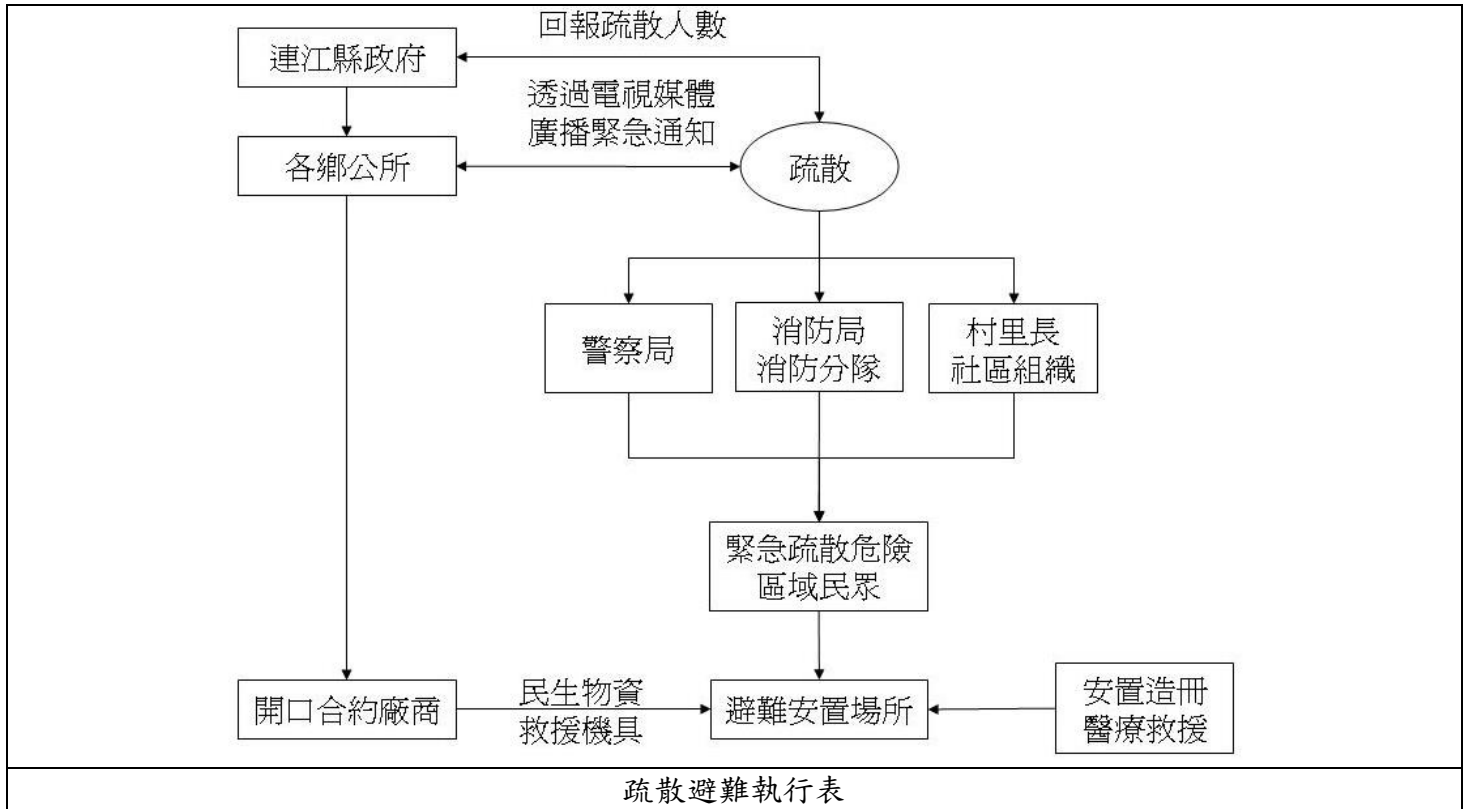 回報疏散人數
連江縣政府
透過電視媒體
廣播緊急通知
各鄉公所
疏散
警察局
消防局
消防分隊
村里長
社區組織
緊急疏散危險
區域民眾
開口合約廠商
民生物資
救援機具
避難安置場所
安置造冊
醫療救援
疏散避難執行表